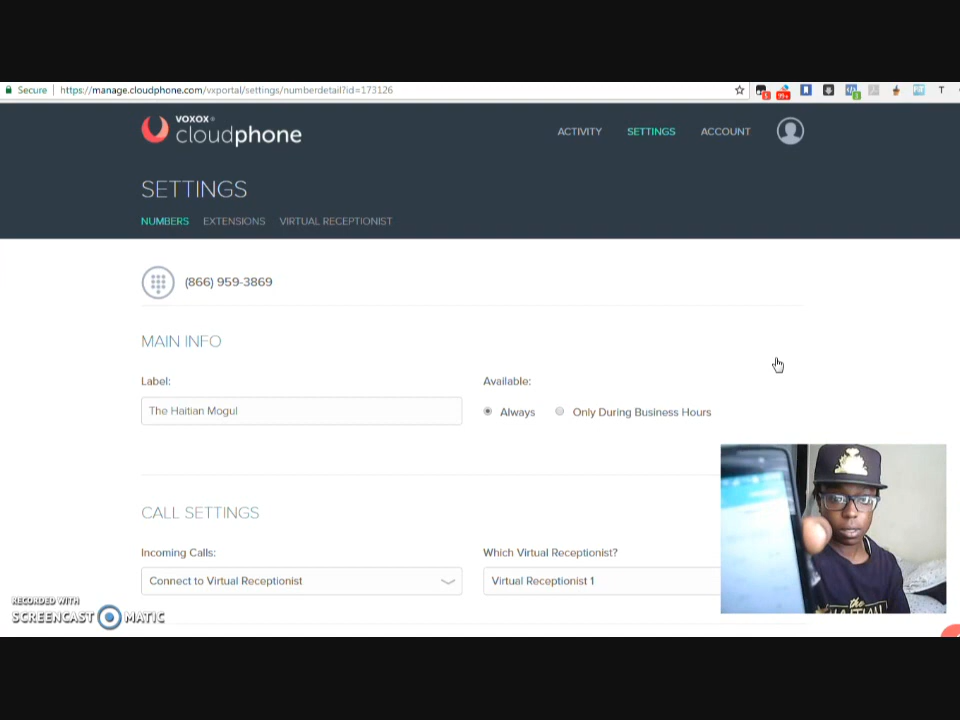 Secure https://manage.cloudphone.com/vxportal/settings/numberdetail?id=173126
VOXOX
cloudphone
ACTIVITY SETTINGS ACCOUNT
SETTINGS
NUMBERS EXTENSIONS VIRTUAL RECEPTIONIST
(866) 959-3869
MAIN INFO
Label: Available:
The Haitian Mogul Always Only During Business Hours
CALL SETTINGS
Incoming Calls: Which Virtual Receptionist?
Connect to Virtual Receptionist Virtual Receptionist 1
the
HAITIAN
RECORDED WITH
SCREENCAST MATIC